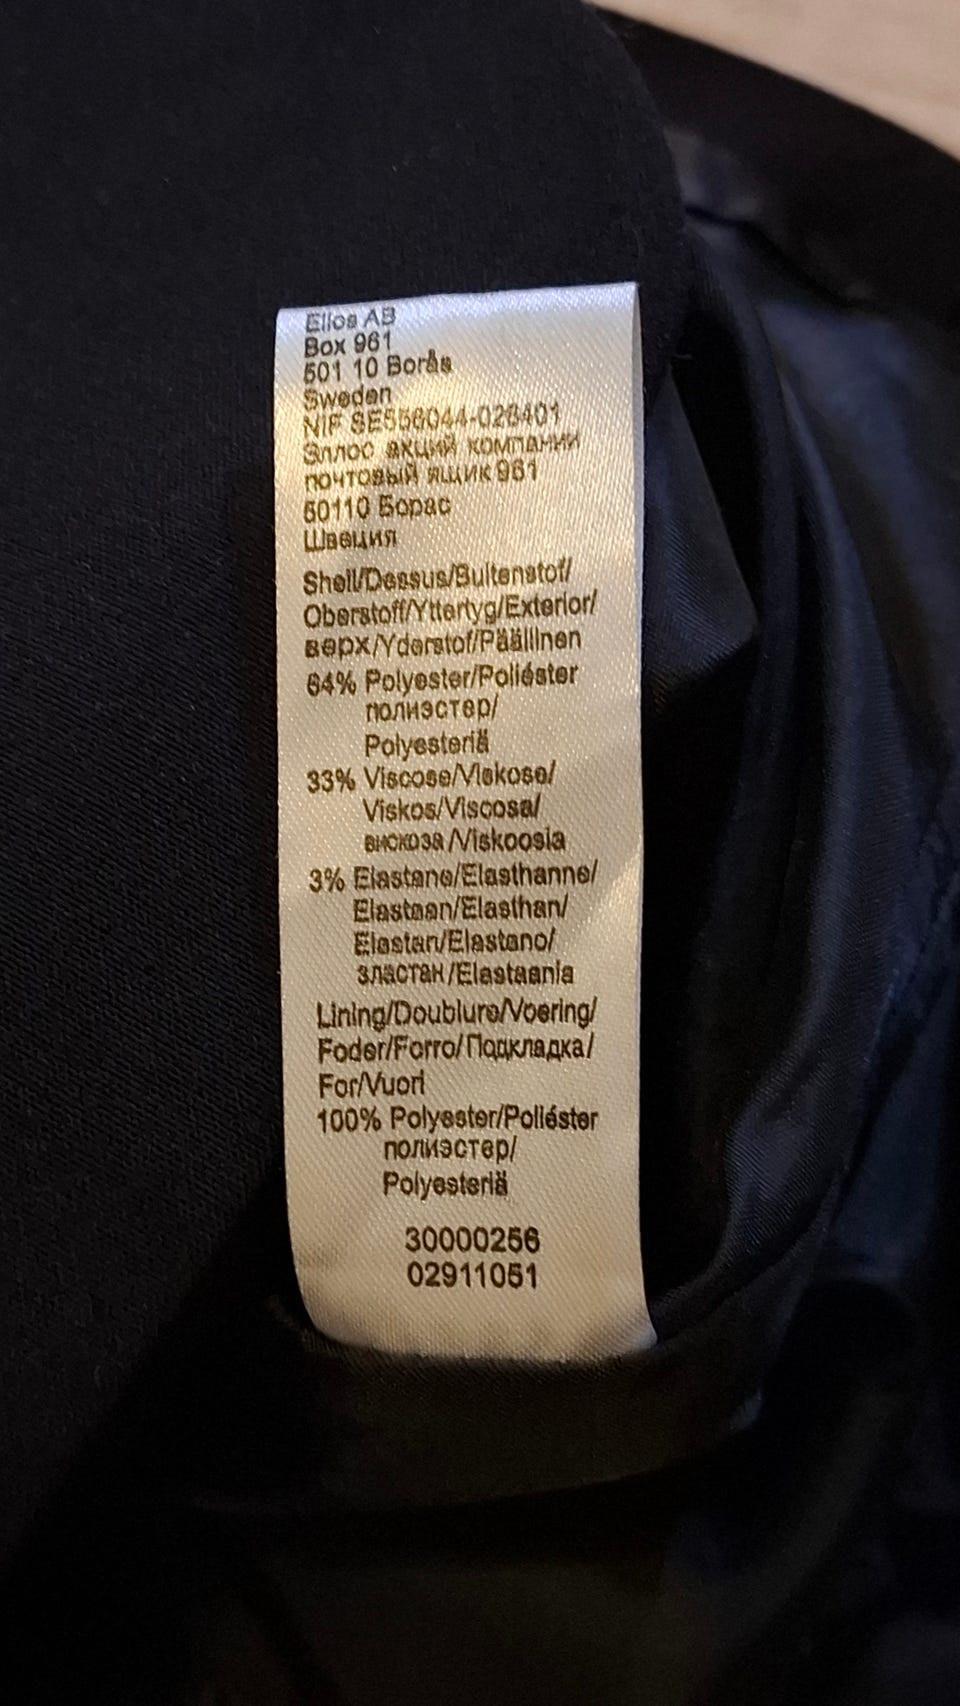 Ellos AB
Box 961
501 10 Borås
Sweden
NIF SE556044-026401
Эллос акций компании
почтовый ящик 961
50110 Борас
Швеция
Shell/Dessus/Buitenstof/
Oberstoff/Yttertyg/Exterior/
верх/Yderstof/Päällinen
64% Polyester/Poliéster
полиэстер/
Polyesteriä
33% Viscose/Viskose/
Viskos/Viscosa/
вискоза/Viskoosia
3% Elastane/Elasthanne/
Elastaan/Elasthan/
Elastan/Elastano/
эластан/Elastaania
Lining/Doublure/Voering/
Foder/Forro/Подкладка/
For/Vuori
100% Polyester/Poliéster
полиэстер/
Polyesteriä
30000256
02911051